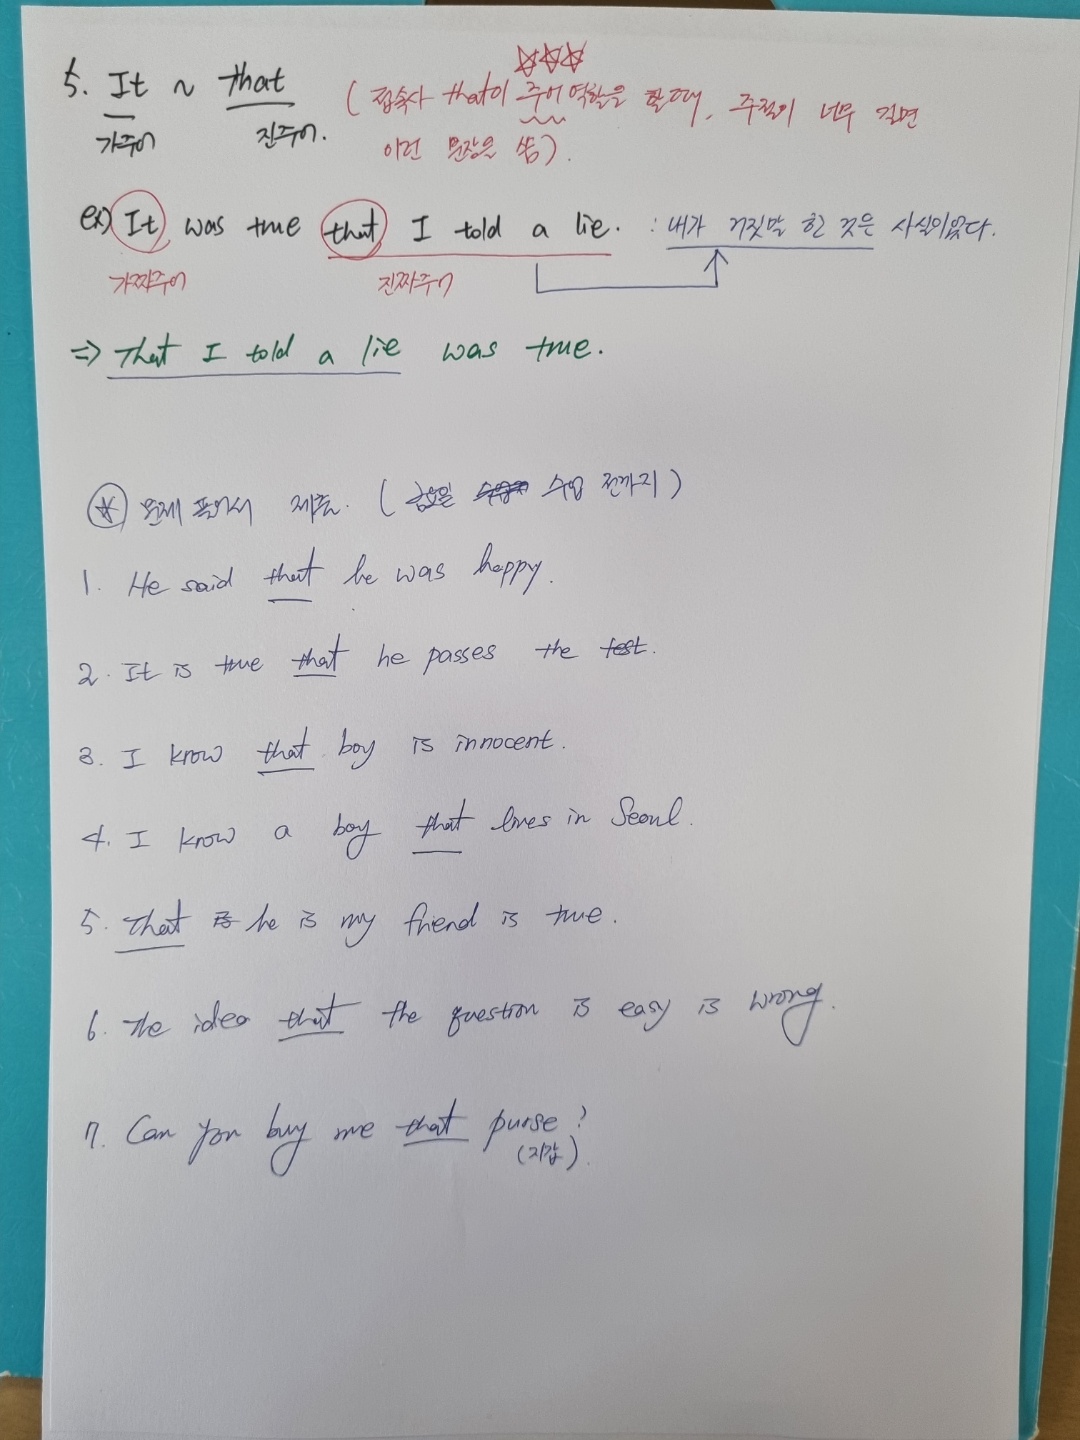 5. It ~ that (접속사 that이 주어 역할을 할 때, 주절이 너무 길면
가주어 진주어. 이런 문장을 씀).
ex) It was true that I told a lie. : 내가 거짓말 한 것은 사실이었다.
가짜주어 진짜주어
⇒ That I told a lie was true.
문제 풀어서 제출. (금요일 수업 전까지)
1. He said that he was happy.
2. It is true that he passes the test.
3. I know that boy is innocent.
4. I know a boy that lives in Seoul.
5. That he is my friend is true.
6. The idea that the question is easy is wrong.
7. Can you buy me that purse?
(지갑).